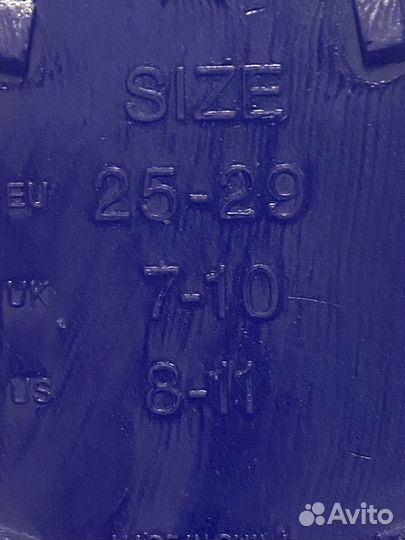 SIZE
EU 25-29
UK 7-10
US 8-11
Avito